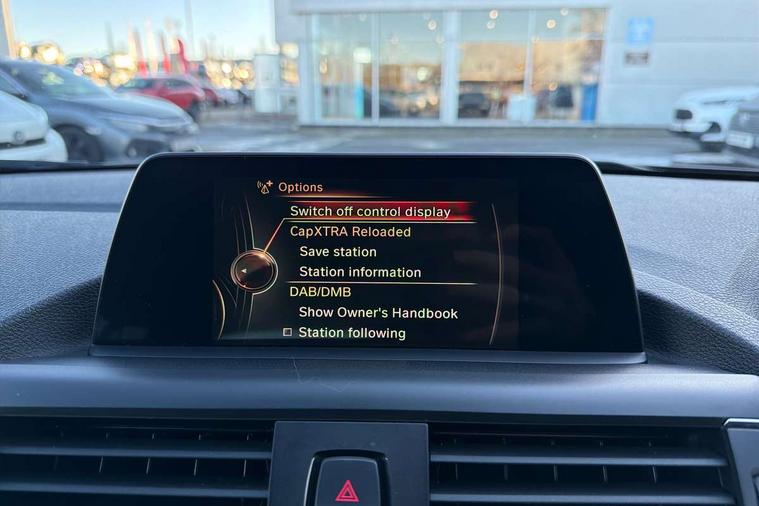 Options
Switch off control display
CapXTRA Reloaded
Save station
Station information
DAB/DMB
Show Owner's Handbook
Station following